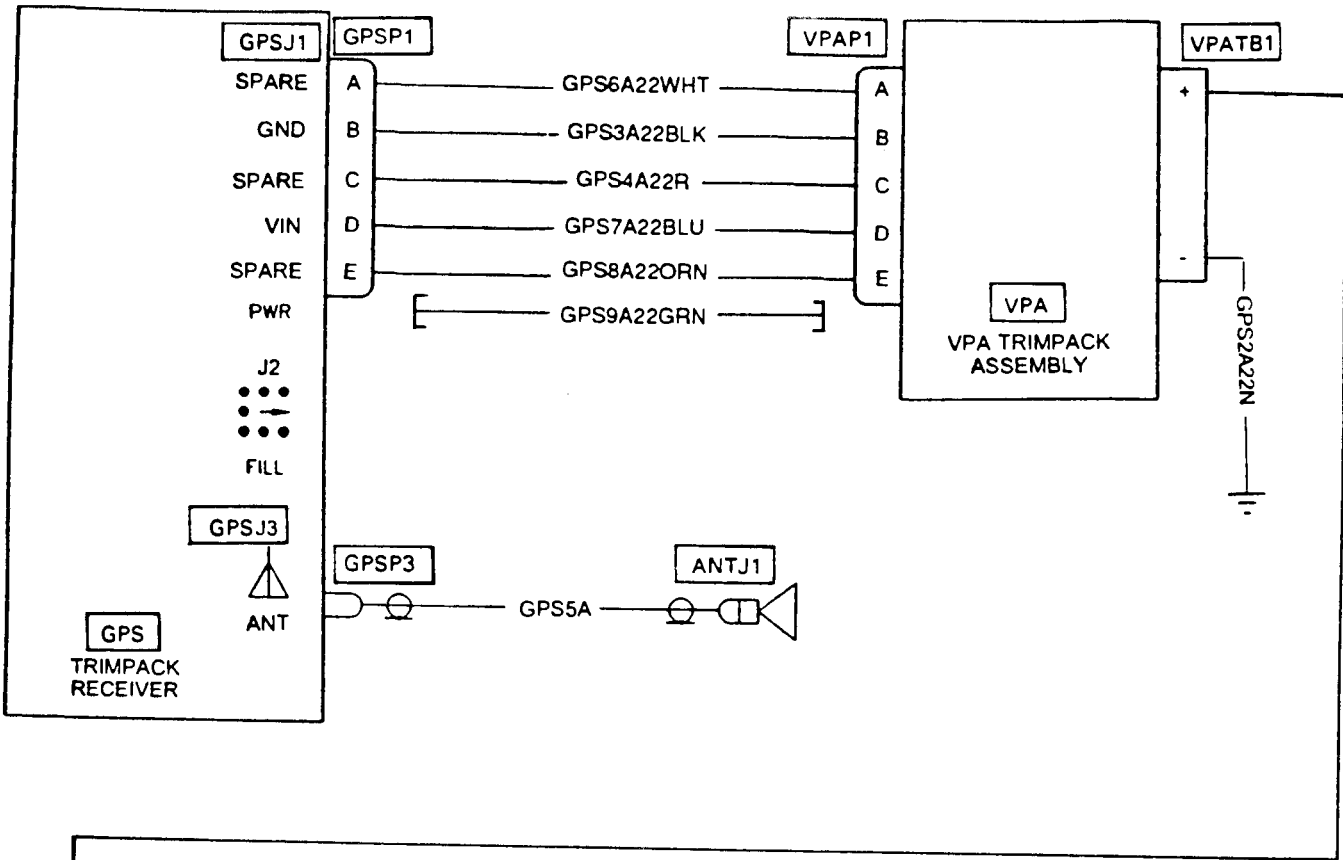 GPSJ1 GPSP1 VPAP1 VPATB1
SPARE A GPS6A22WHT A +
GND B GPS3A22BLK B
SPARE C GPS4A22R C
VIN D GPS7A22BLU D
SPARE E GPS8A22ORN E -
PWR GPS9A22GRN
VPA
VPA TRIMPACK
ASSEMBLY
GPS2A22N
J2
FILL
GPSJ3
GPSP3 ANTJ1
GPS5A
ANT
GPS
TRIMPACK
RECEIVER